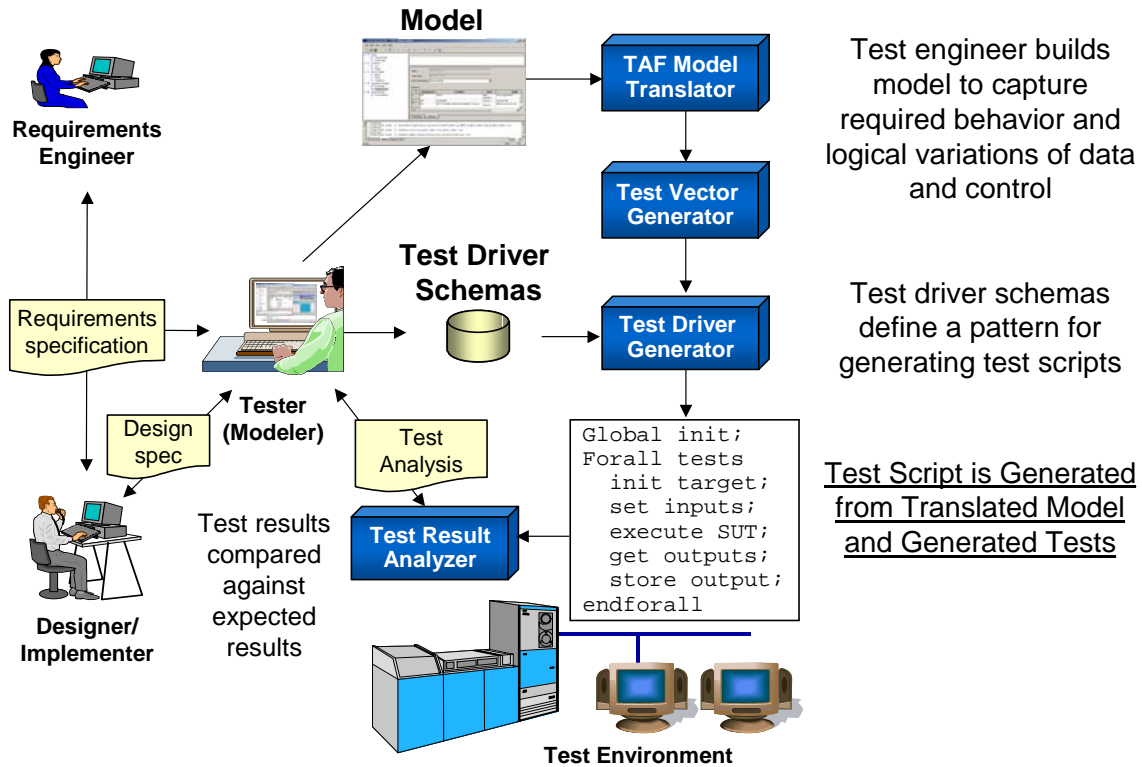 Model
Requirements
Engineer
TAF Model
Translator
Test engineer builds
model to capture
required behavior and
logical variations of data
and control
Test Vector
Generator
Requirements
specification
Tester
(Modeler)
Test Driver
Schemas
Test Driver
Generator
Test driver schemas
define a pattern for
generating test scripts
Design
spec
Test
Analysis
Global init;
Forall tests
init target;
set inputs;
execute SUT;
get outputs;
store output;
endforall
Test Script is Generated
from Translated Model
and Generated Tests
Designer/
Implementer
Test results
compared
against
expected
results
Test Result
Analyzer
Test Environment